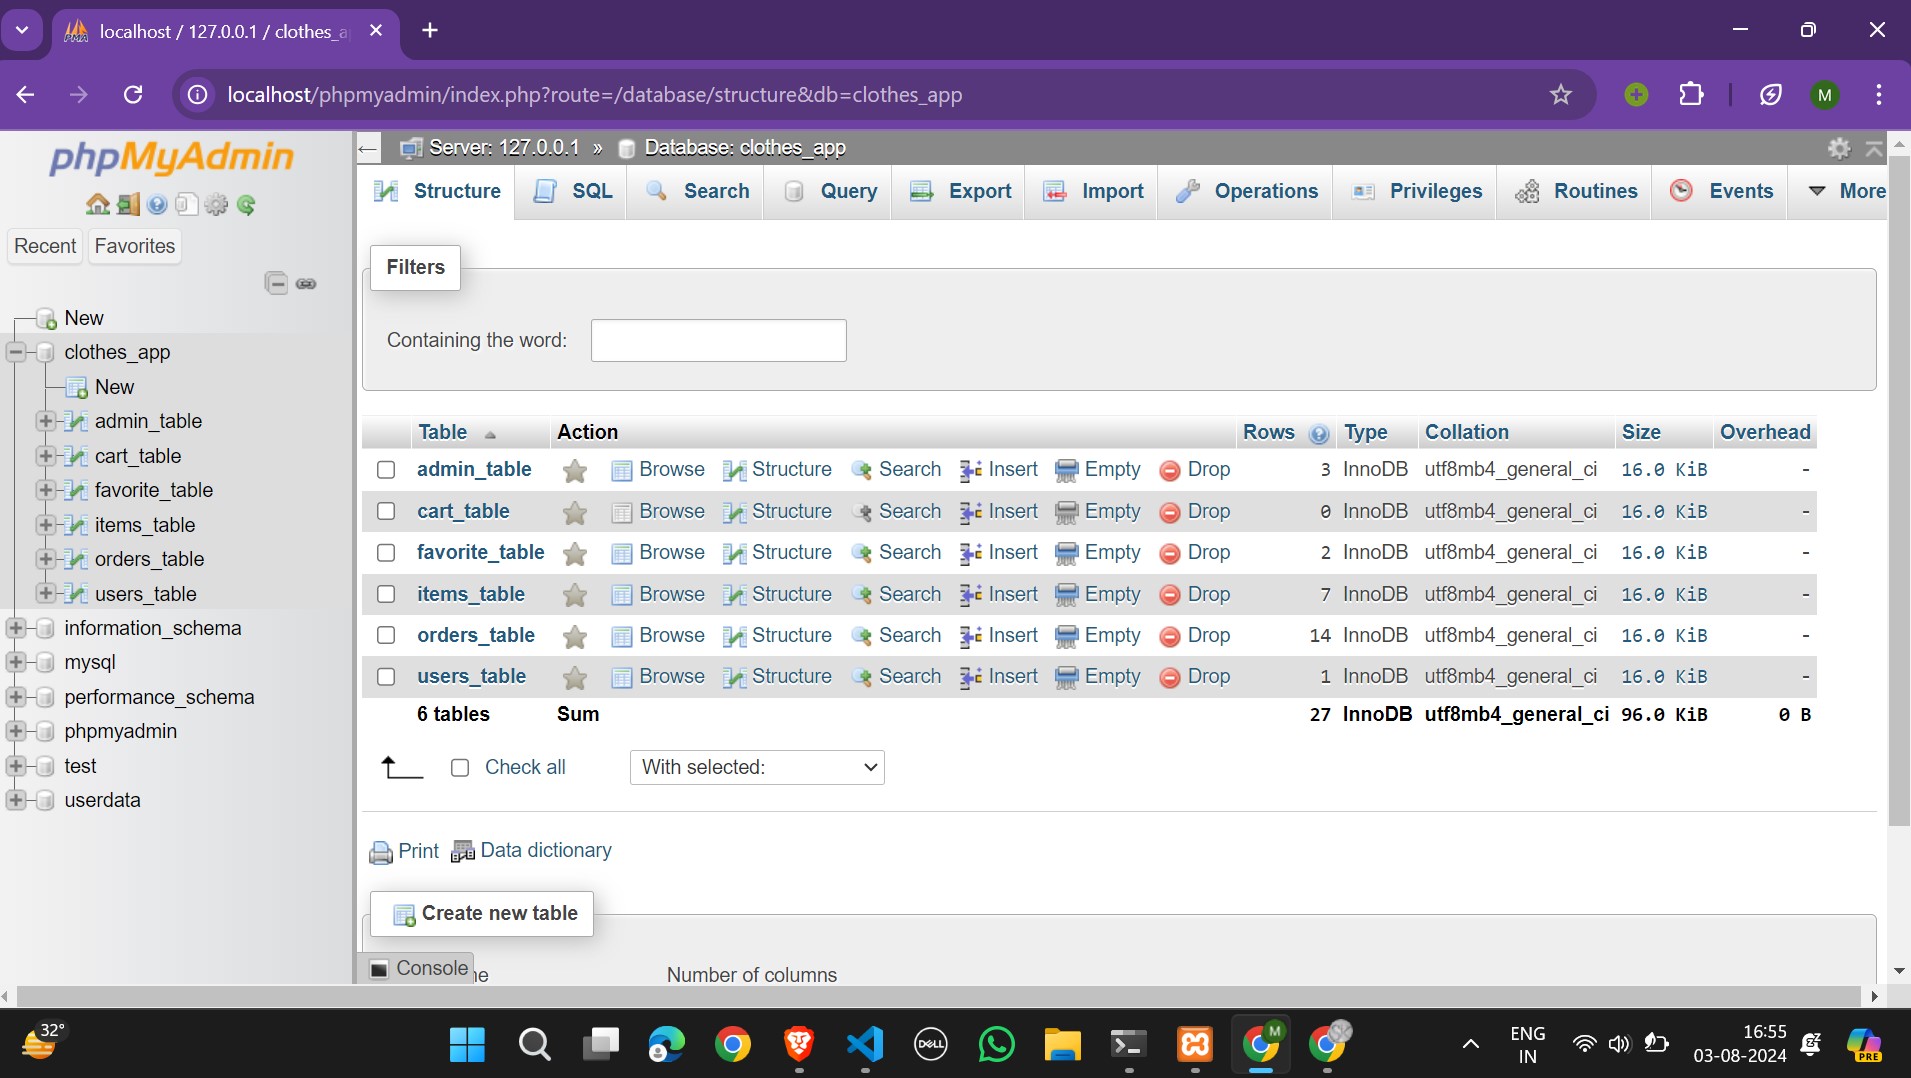 localhost / 127.0.0.1 / clothes_a
localhost/phpmyadmin/index.php?route=/database/structure&db=clothes_app
M
phpMyAdmin
Recent Favorites
New
clothes_app
New
admin_table
cart_table
favorite_table
items_table
orders_table
users_table
information_schema
mysql
performance_schema
phpmyadmin
test
userdata
Server: 127.0.0.1 » Database: clothes_app
Structure SQL Search Query Export Import Operations Privileges Routines Events More
Filters
Containing the word:
Table Action Rows Type Collation Size Overhead
admin_table Browse Structure Search Insert Empty Drop 3 InnoDB utf8mb4_general_ci 16.0 KiB -
cart_table Browse Structure Search Insert Empty Drop 0 InnoDB utf8mb4_general_ci 16.0 KiB -
favorite_table Browse Structure Search Insert Empty Drop 2 InnoDB utf8mb4_general_ci 16.0 KiB -
items_table Browse Structure Search Insert Empty Drop 7 InnoDB utf8mb4_general_ci 16.0 KiB -
orders_table Browse Structure Search Insert Empty Drop 14 InnoDB utf8mb4_general_ci 16.0 KiB -
users_table Browse Structure Search Insert Empty Drop 1 InnoDB utf8mb4_general_ci 16.0 KiB -
6 tables Sum 27 InnoDB utf8mb4_general_ci 96.0 KiB 0 B
Check all With selected:
Print Data dictionary
Create new table
Console ne Number of columns
32°
DELL
M
ENG
IN
16:55
03-08-2024
PRE